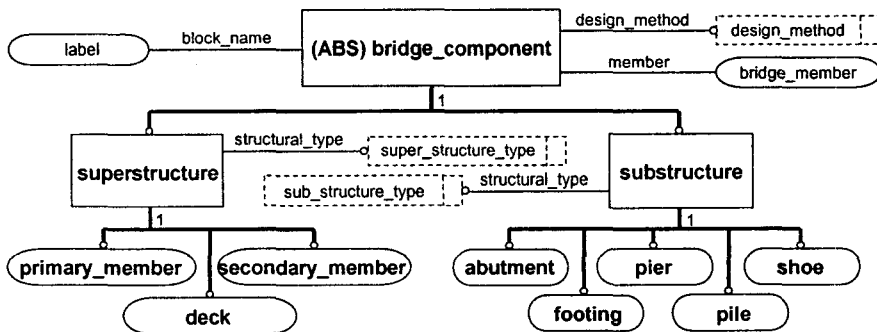 label
block_name
(ABS) bridge_component
design_method
design_method
member
bridge_member
1
superstructure
structural_type
super_structure_type
sub_structure_type
structural_type
substructure
1
1
primary_member
secondary_member
deck
abutment
pier
shoe
footing
pile